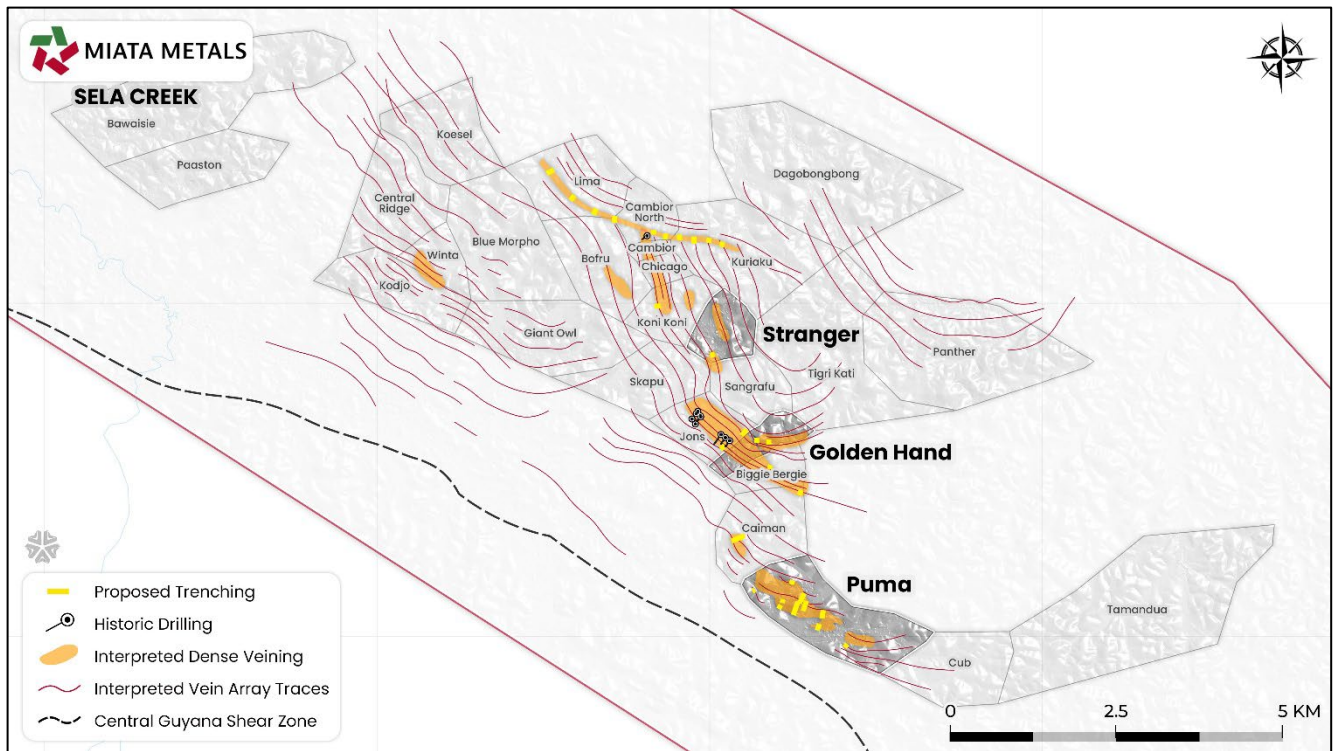 MIATA METALS
SELA CREEK
Bawaisie
Paaston
Koesel
Dagobongbong
Lima
Central
Ridge
Cambior
North
Winta
Blue Morpho
Bofru
Cambior
Chicago
Kuriaku
Kodjo
Koni Koni
Giant Owl
Stranger
Panther
Skapu
Sangrafu
Tigri Kati
Jons
Golden Hand
Biggie Bergie
Caiman
Puma
Tamandua
Cub
Proposed Trenching
Historic Drilling
Interpreted Dense Veining
Interpreted Vein Array Traces
Central Guyana Shear Zone
0 2.5 5 KM